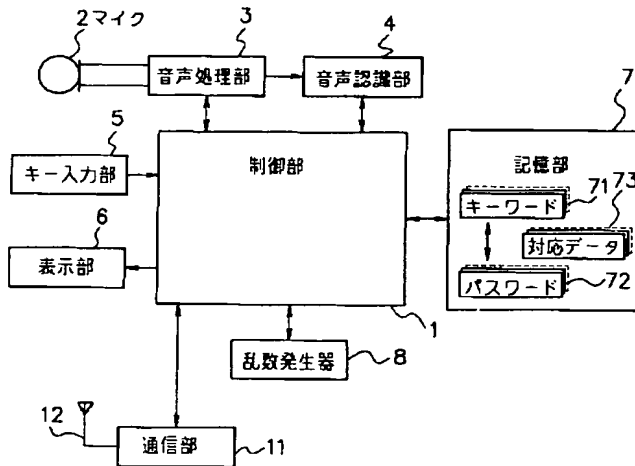 2マイク
3
4
音声処理部
音声認識部
5
7
キー入力部
制御部
記憶部
71
73
キーワード
6
対応データ
表示部
パスワード
72
1
乱数発生器
8
12
通信部
11